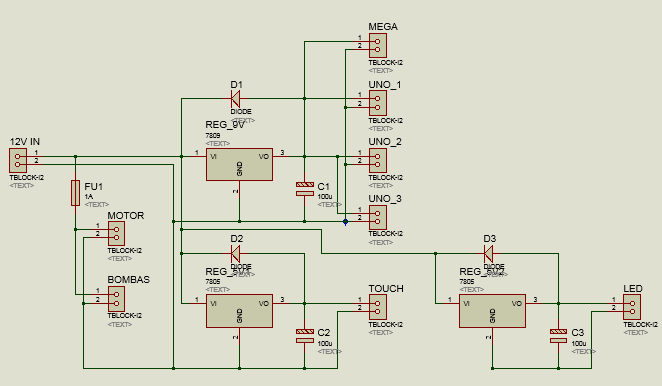 MEGA
1
2
TBLOCK-I2
<TEXT>
D1
DIODE
<TEXT>
UNO_1
1
2
TBLOCK-I2
<TEXT>
12V IN
1
2
TBLOCK-I2
<TEXT>
REG_9V
7809
1
VI
VO
3
GND
2
UNO_2
1
2
TBLOCK-I2
<TEXT>
FU1
1A
<TEXT>
C1
100u
<TEXT>
UNO_3
1
2
TBLOCK-I2
<TEXT>
MOTOR
1
2
TBLOCK-I2
<TEXT>
D2
DIODE
<TEXT>
D3
DIODE
<TEXT>
BOMBAS
1
2
TBLOCK-I2
<TEXT>
REG_5V1
7805
1
VI
VO
3
GND
2
TOUCH
1
2
TBLOCK-I2
<TEXT>
REG_5V2
7805
1
VI
VO
3
GND
2
LED
1
2
TBLOCK-I2
<TEXT>
C2
100u
<TEXT>
C3
100u
<TEXT>